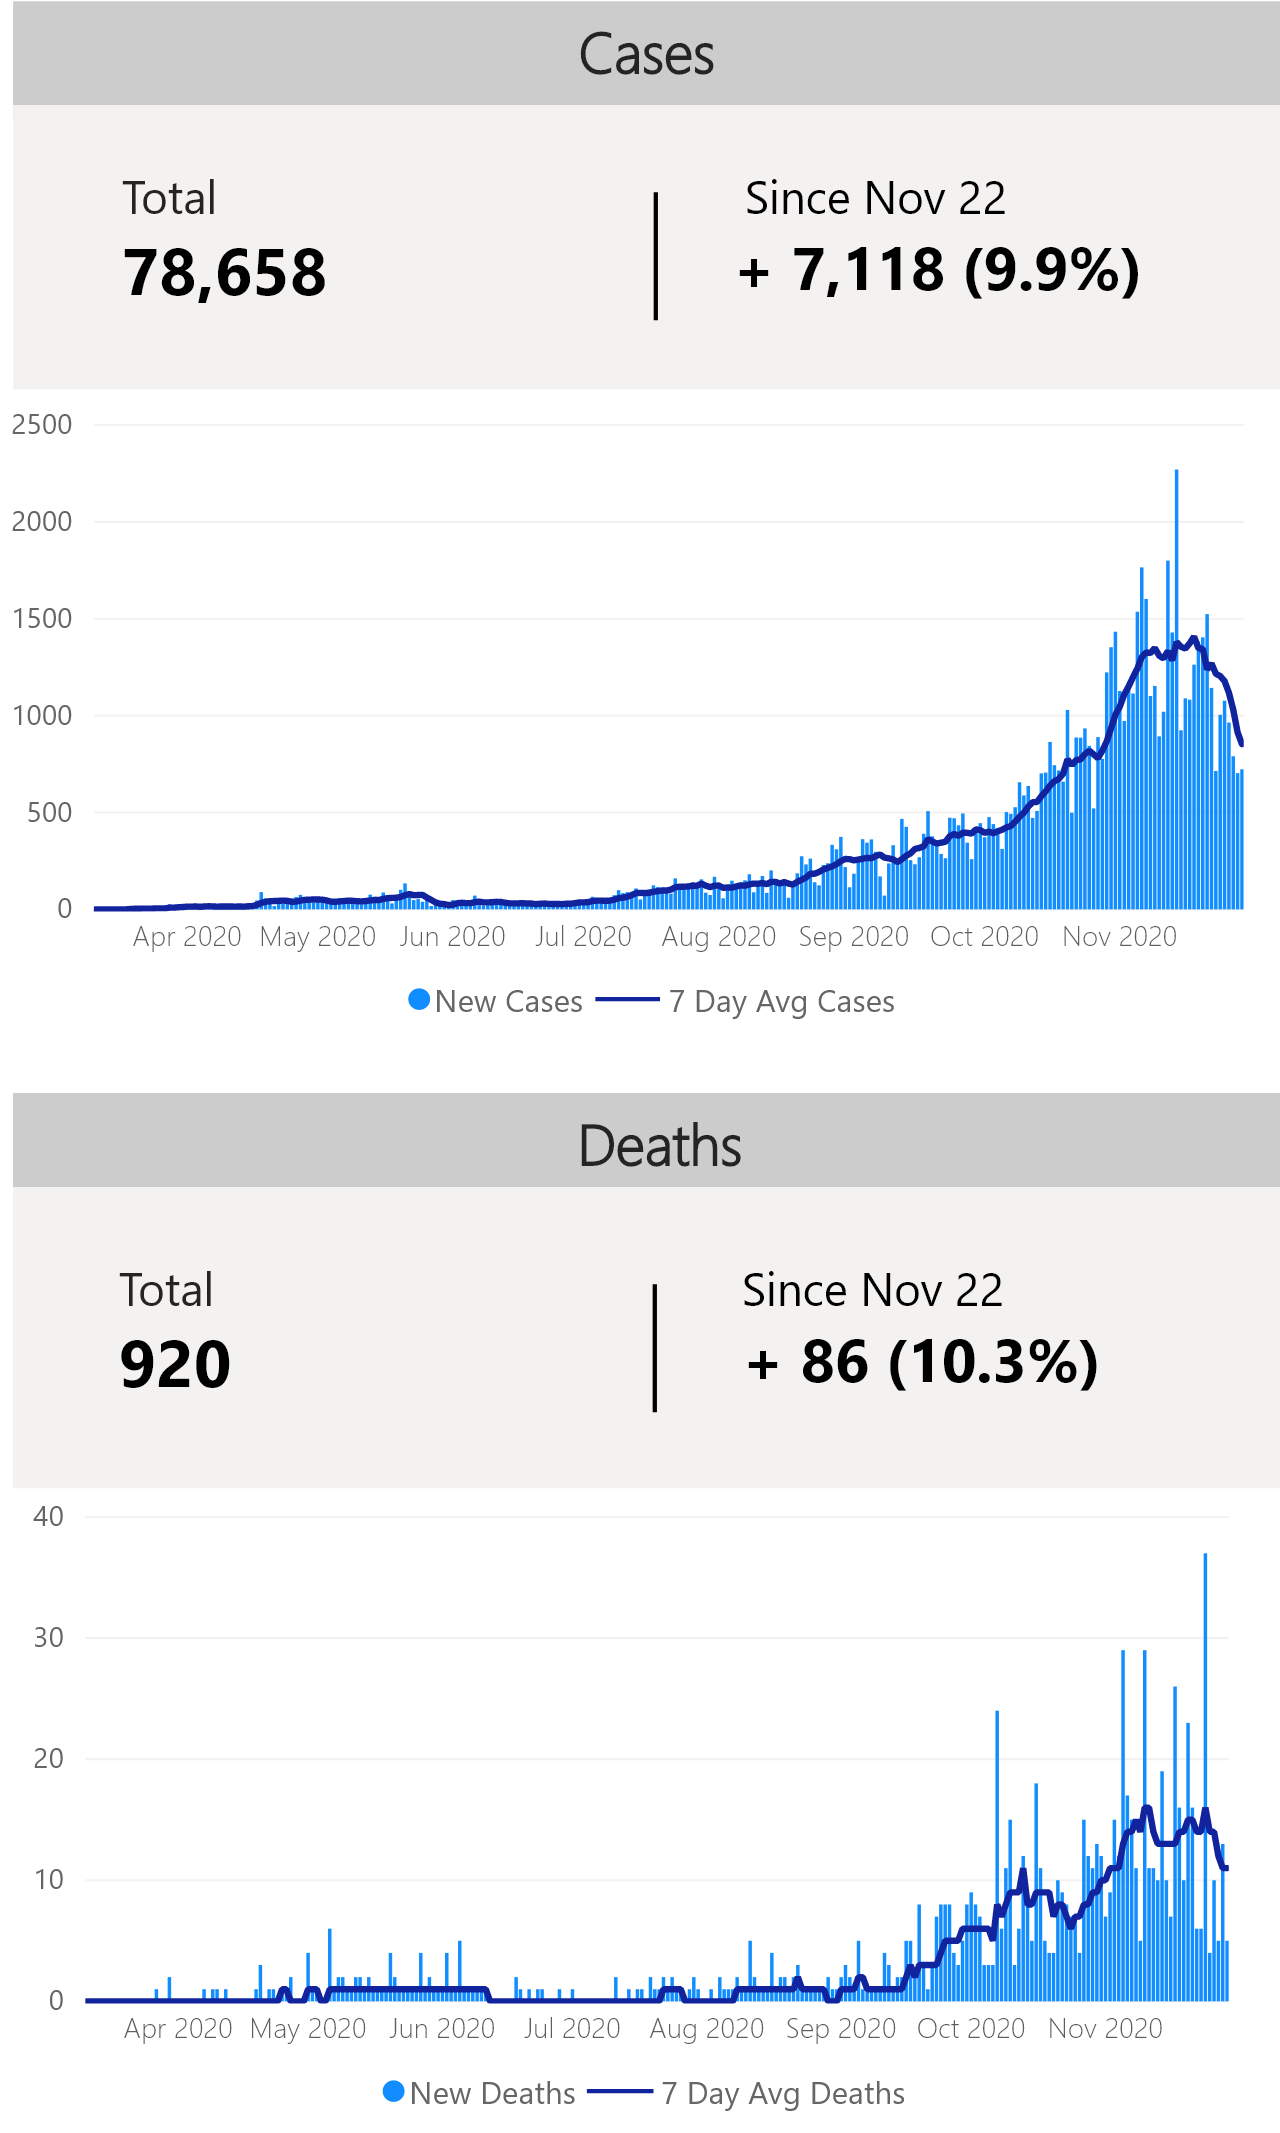 Cases
Total
Since Nov 22
78,658
+ 7,118 (9.9%)
2500
2000
1500
1000
500
0
Apr 2020 May 2020 Jun 2020 Jul 2020 Aug 2020 Sep 2020 Oct 2020 Nov 2020
New Cases 7 Day Avg Cases
Deaths
Total
Since Nov 22
920
+ 86 (10.3%)
40
30
20
10
0
Apr 2020 May 2020 Jun 2020 Jul 2020 Aug 2020 Sep 2020 Oct 2020 Nov 2020
New Deaths 7 Day Avg Deaths